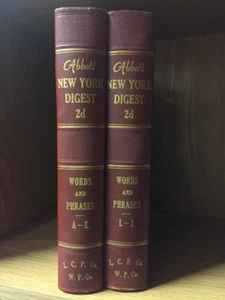 Abbott
NEW YORK
DIGEST
2d
WORDS
AND
PHRASES
A-K
L. C. P. Co.
W. P. Co.
Abbott
NEW YORK
DIGEST
2d
WORDS
AND
PHRASES
L-Z
L. C. P. Co.
W. P. Co.